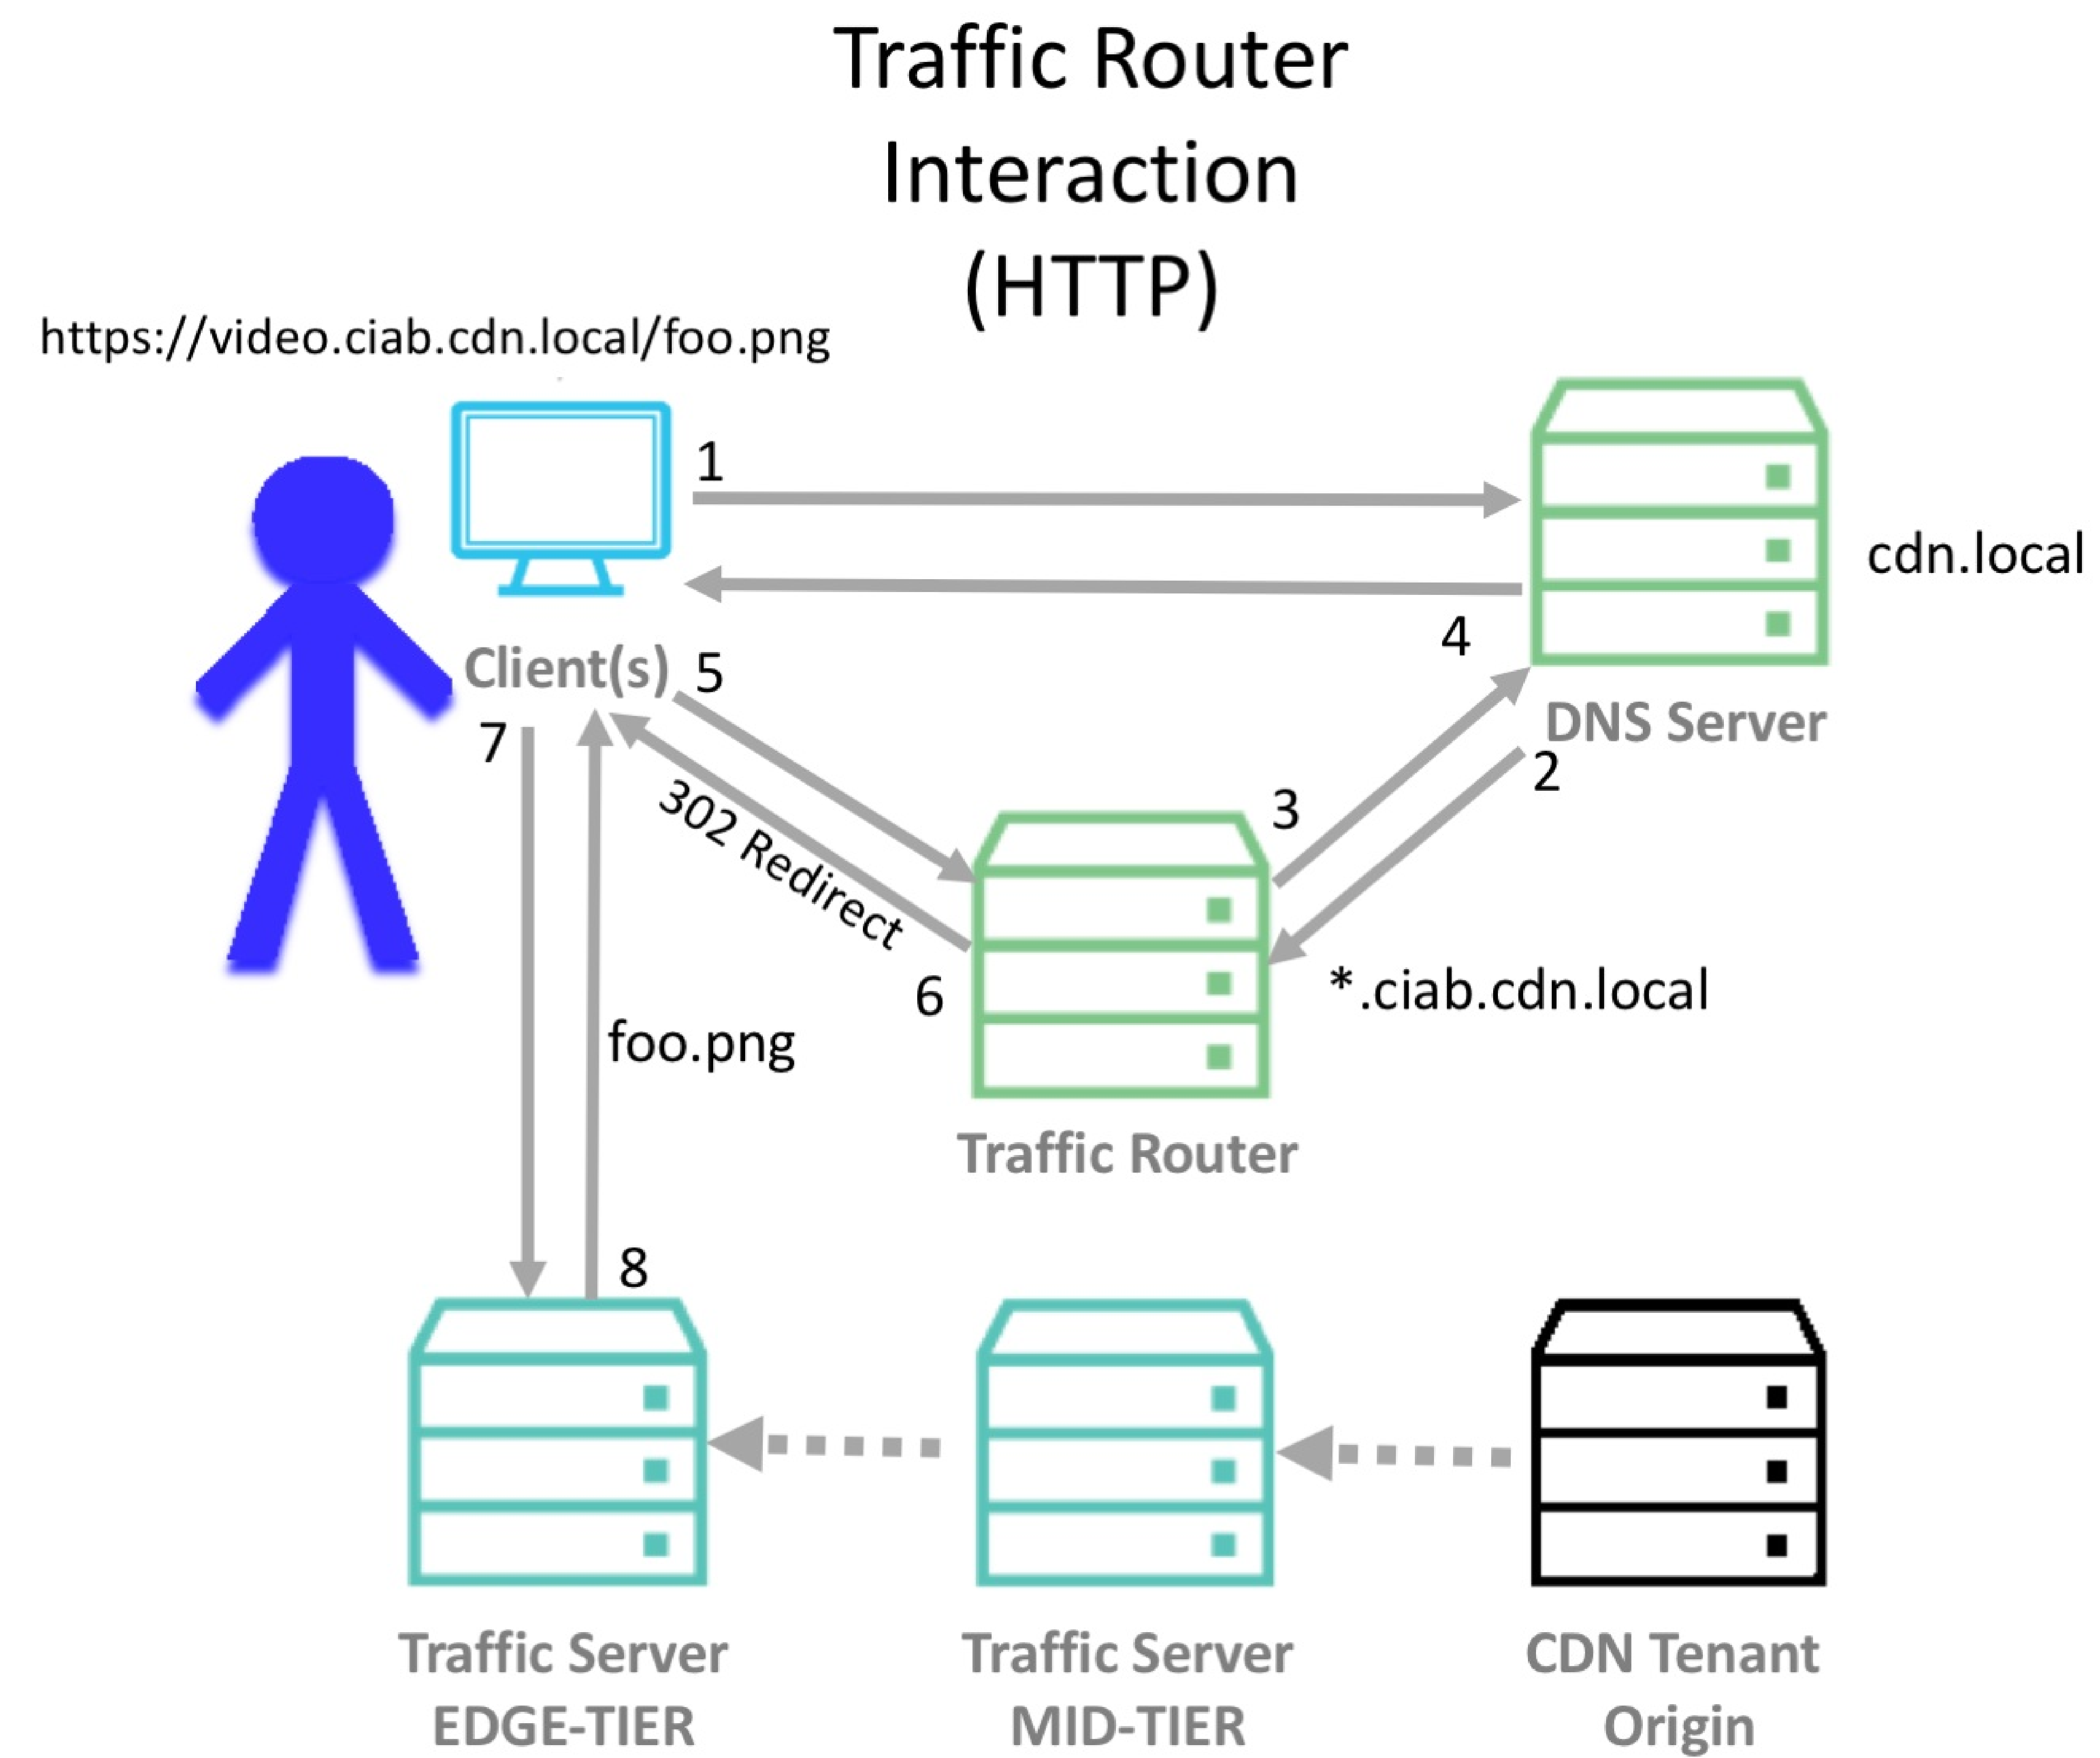 Traffic Router
Interaction
(HTTP)
https://video.ciab.cdn.local/foo.png
1
cdn.local
4
Client(s)
5
DNS Server
7
2
302 Redirect
3
6
*.ciab.cdn.local
foo.png
Traffic Router
8
Traffic Server
EDGE-TIER
Traffic Server
MID-TIER
CDN Tenant
Origin